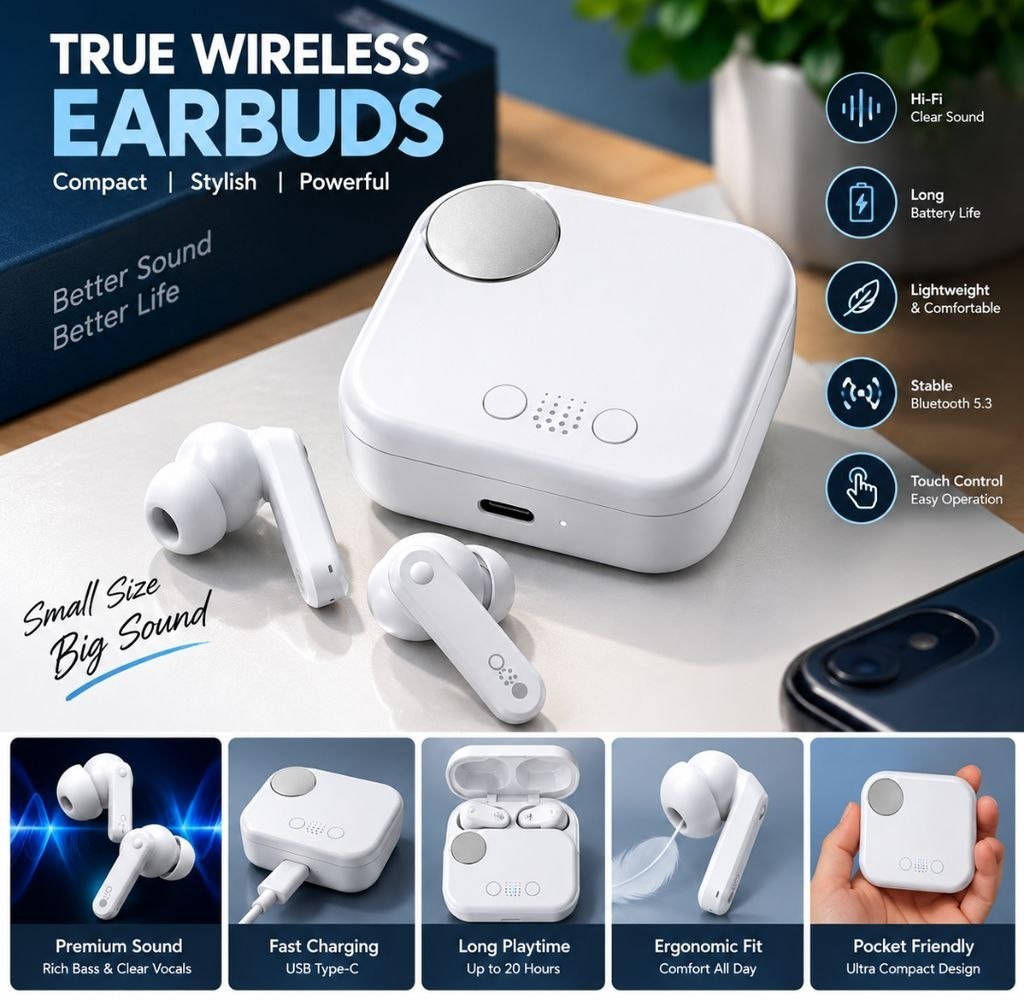 TRUE WIRELESS
EARBUDS
Compact | Stylish | Powerful
Better Sound
Better Life
Hi-Fi
Clear Sound
Long
Battery Life
Lightweight
& Comfortable
Stable
Bluetooth 5.3
Touch Control
Easy Operation
Small Size
Big Sound
Premium Sound
Rich Bass & Clear Vocals
Fast Charging
USB Type-C
Long Playtime
Up to 20 Hours
Ergonomic Fit
Comfort All Day
Pocket Friendly
Ultra Compact Design